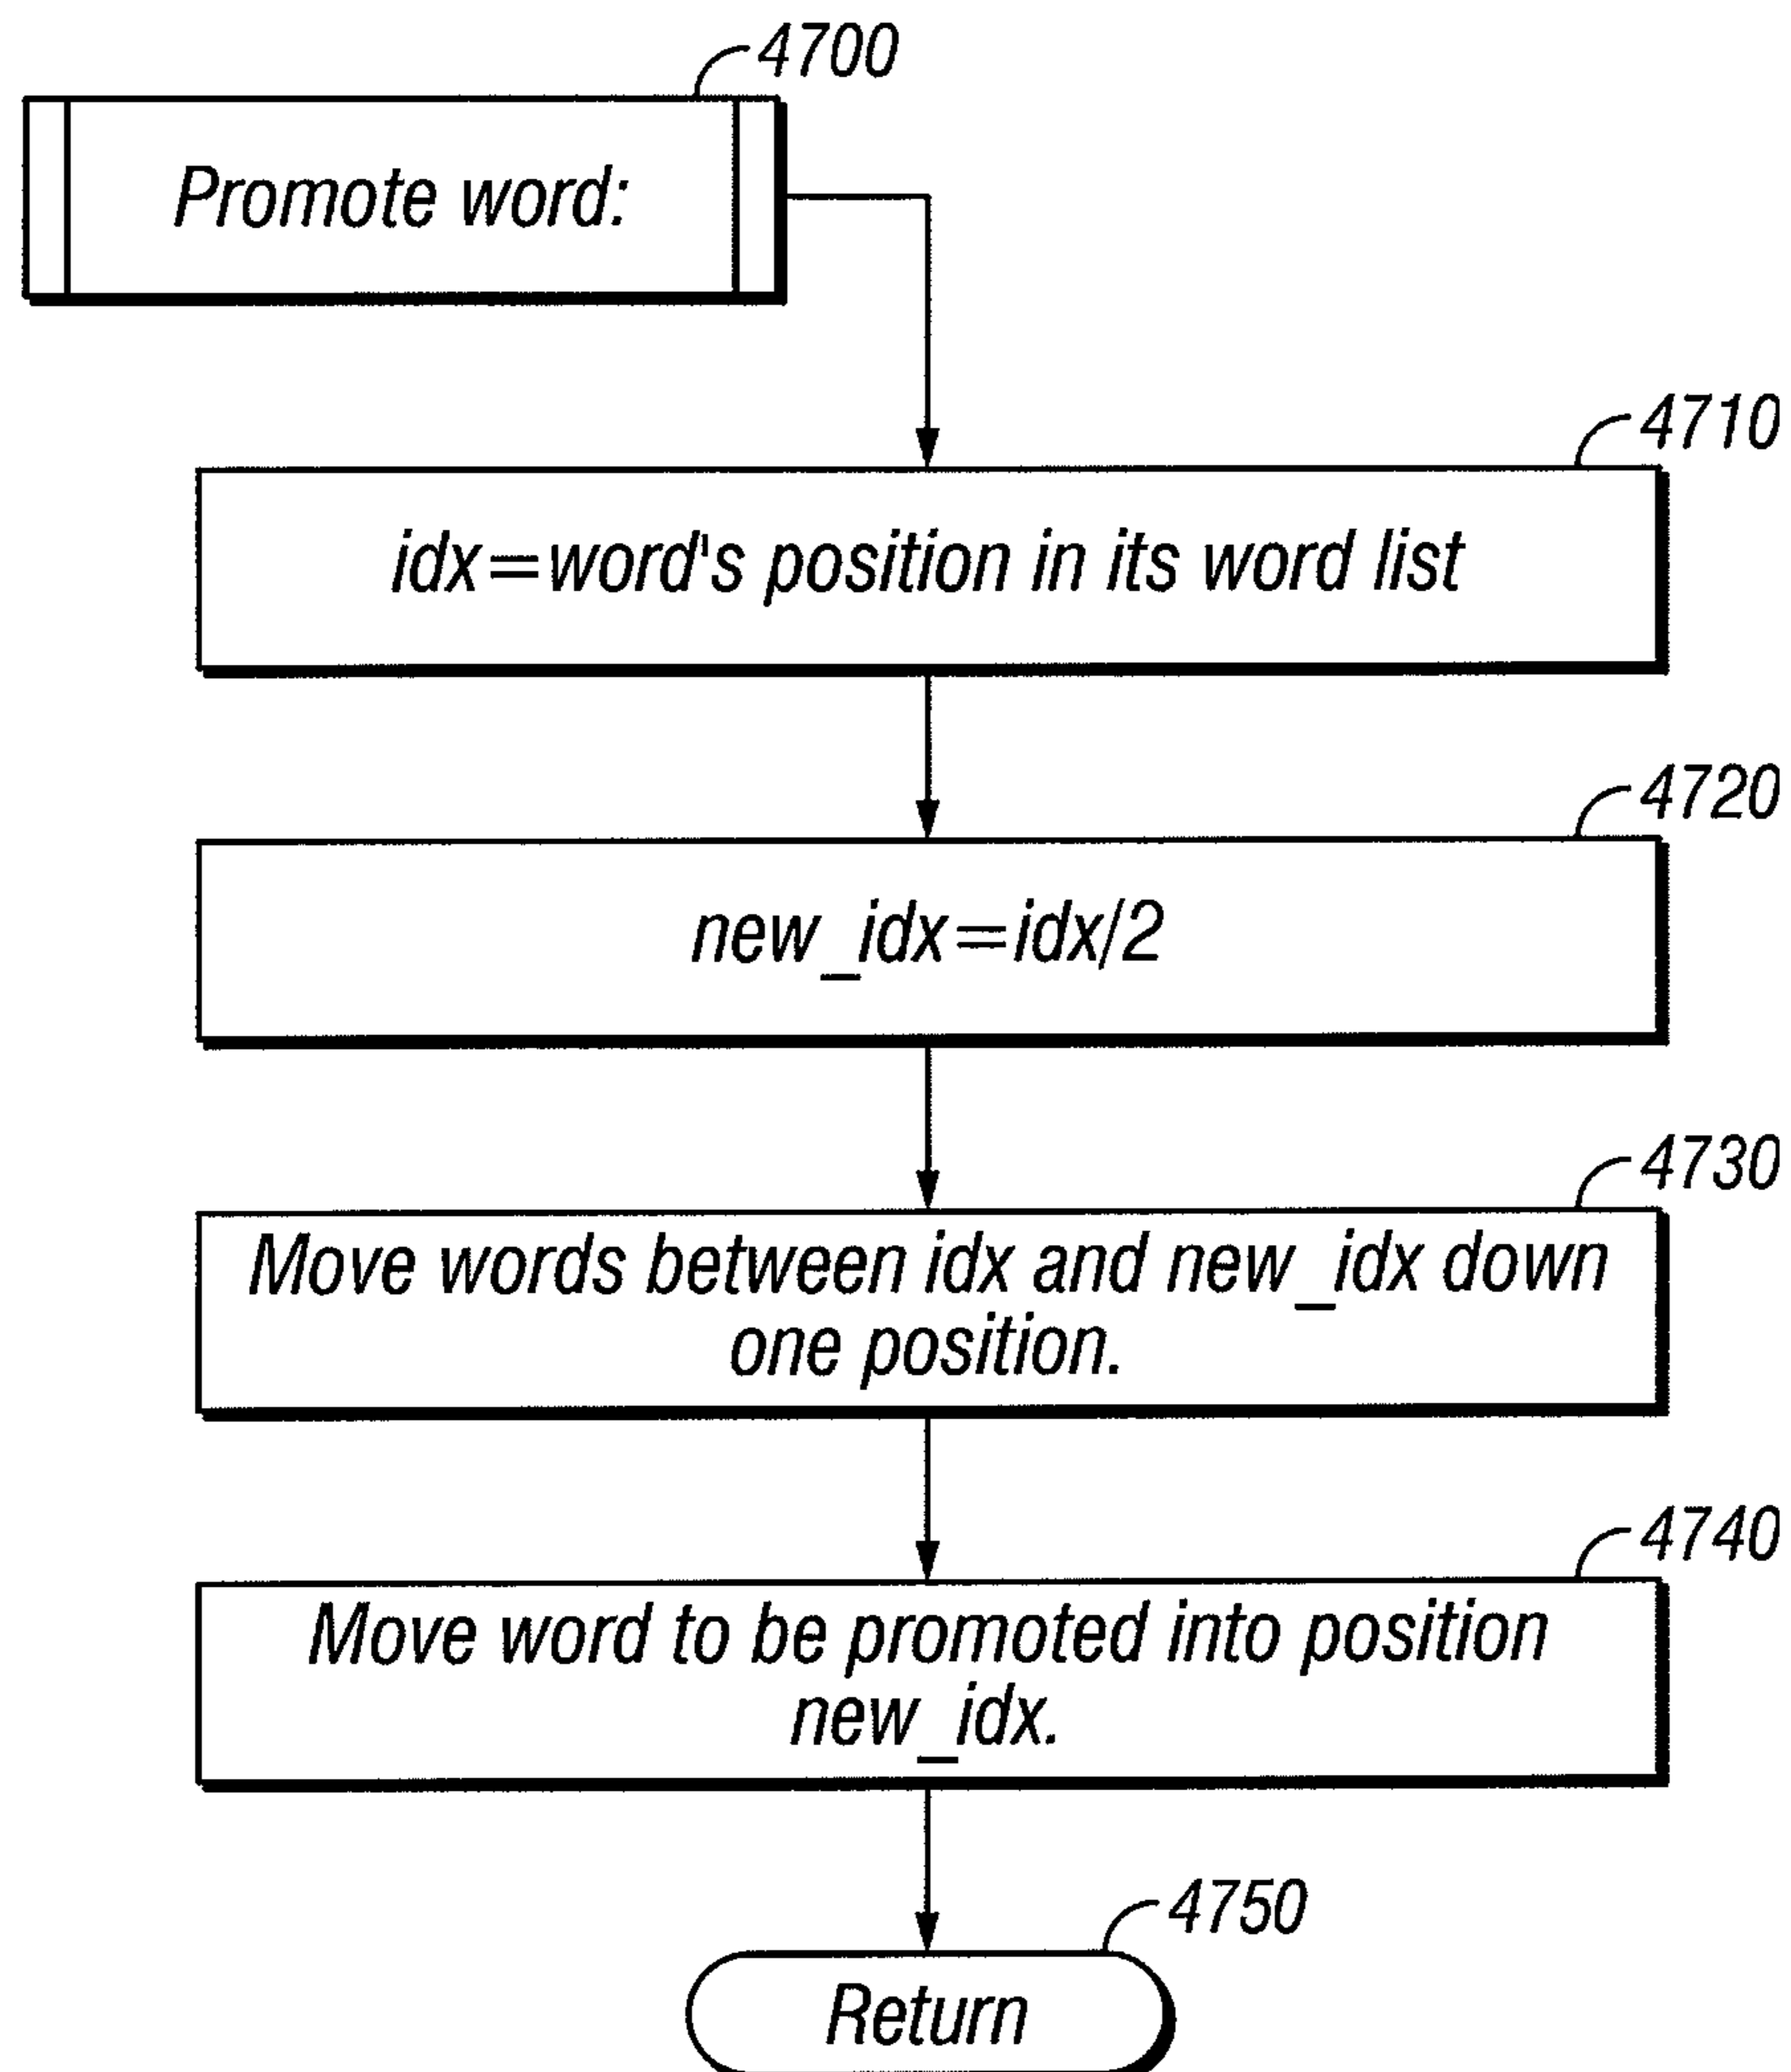 4700
Promote word:
4710
idx=word's position in its word list
4720
new_idx=idx/2
4730
Move words between idx and new_idx down
one position.
4740
Move word to be promoted into position
new_idx.
4750
Return